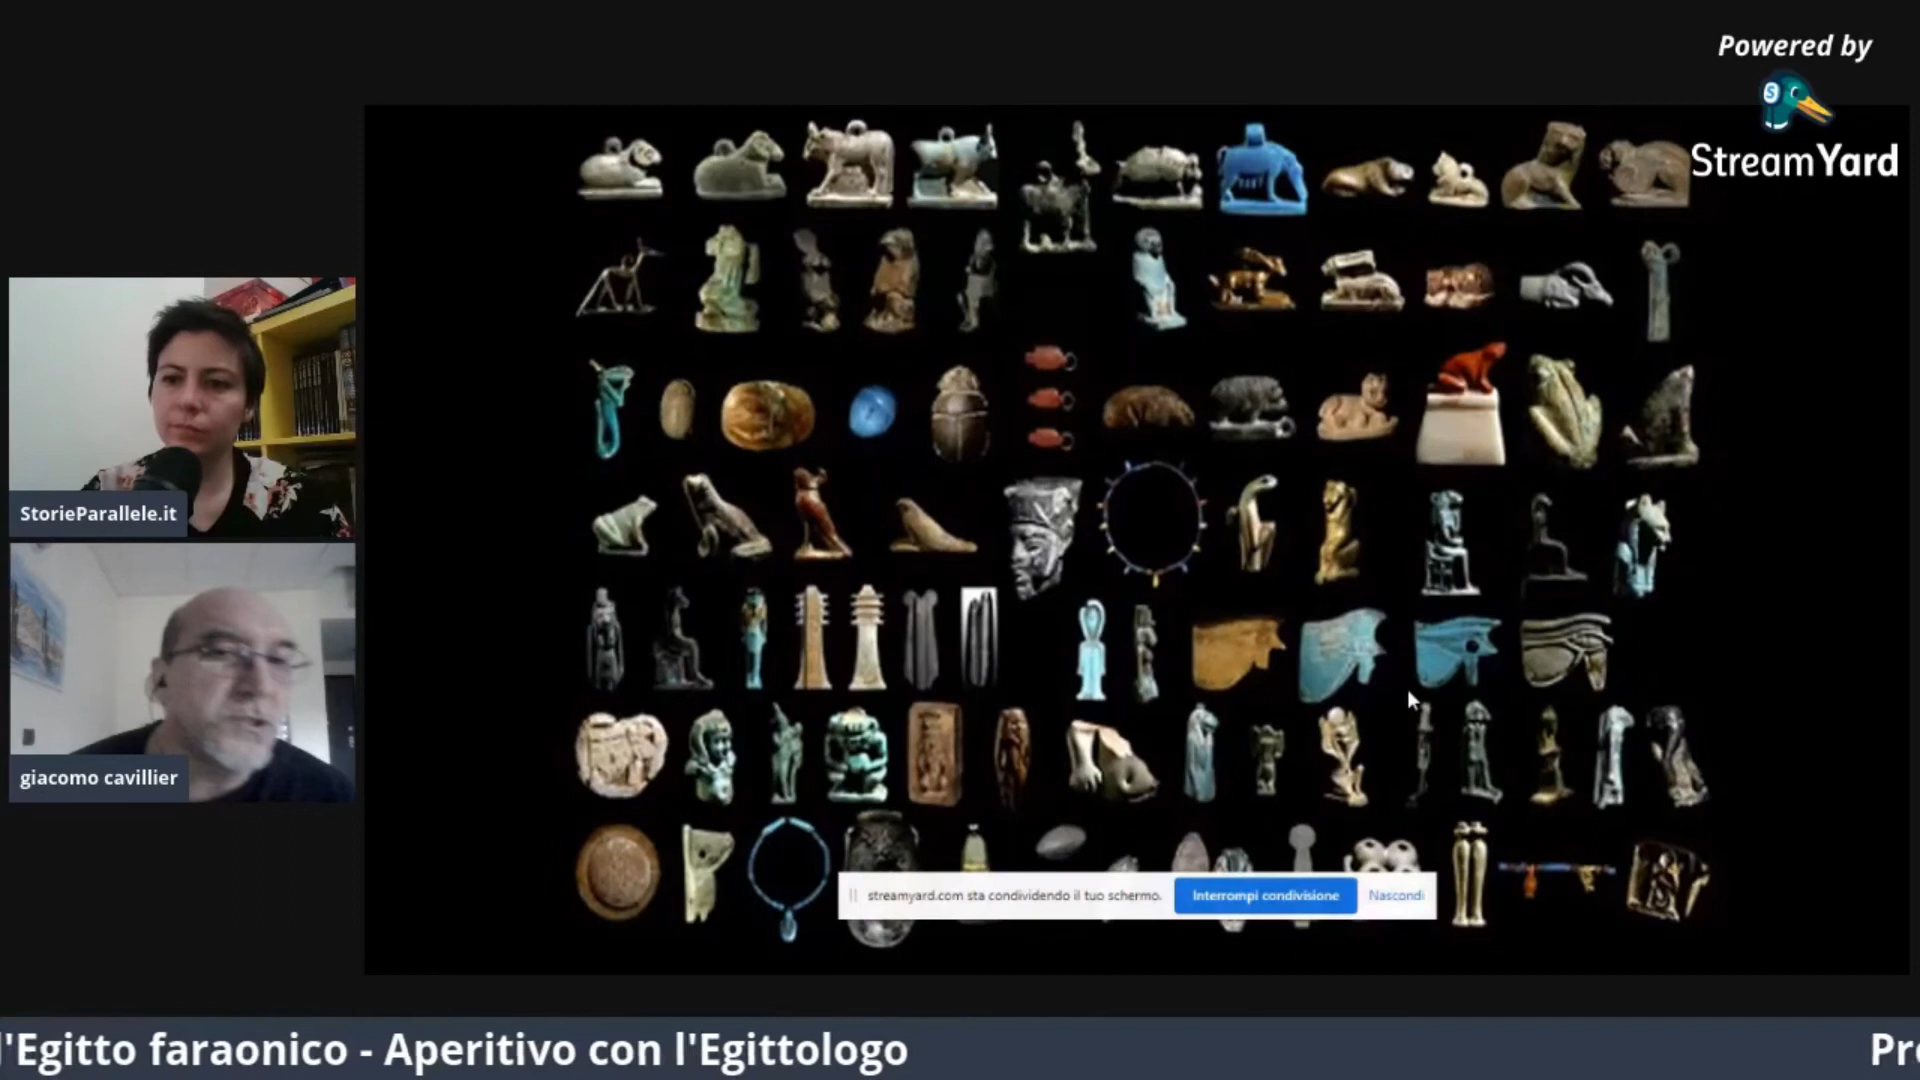 Powered by
StreamYard
StorieParallele.it
giacomo cavillier
streamyard.com sta condividendo il tuo schermo.
Interrompi condivisione
Nascondi
l'Egitto faraonico - Aperitivo con l'Egittologo
Pr